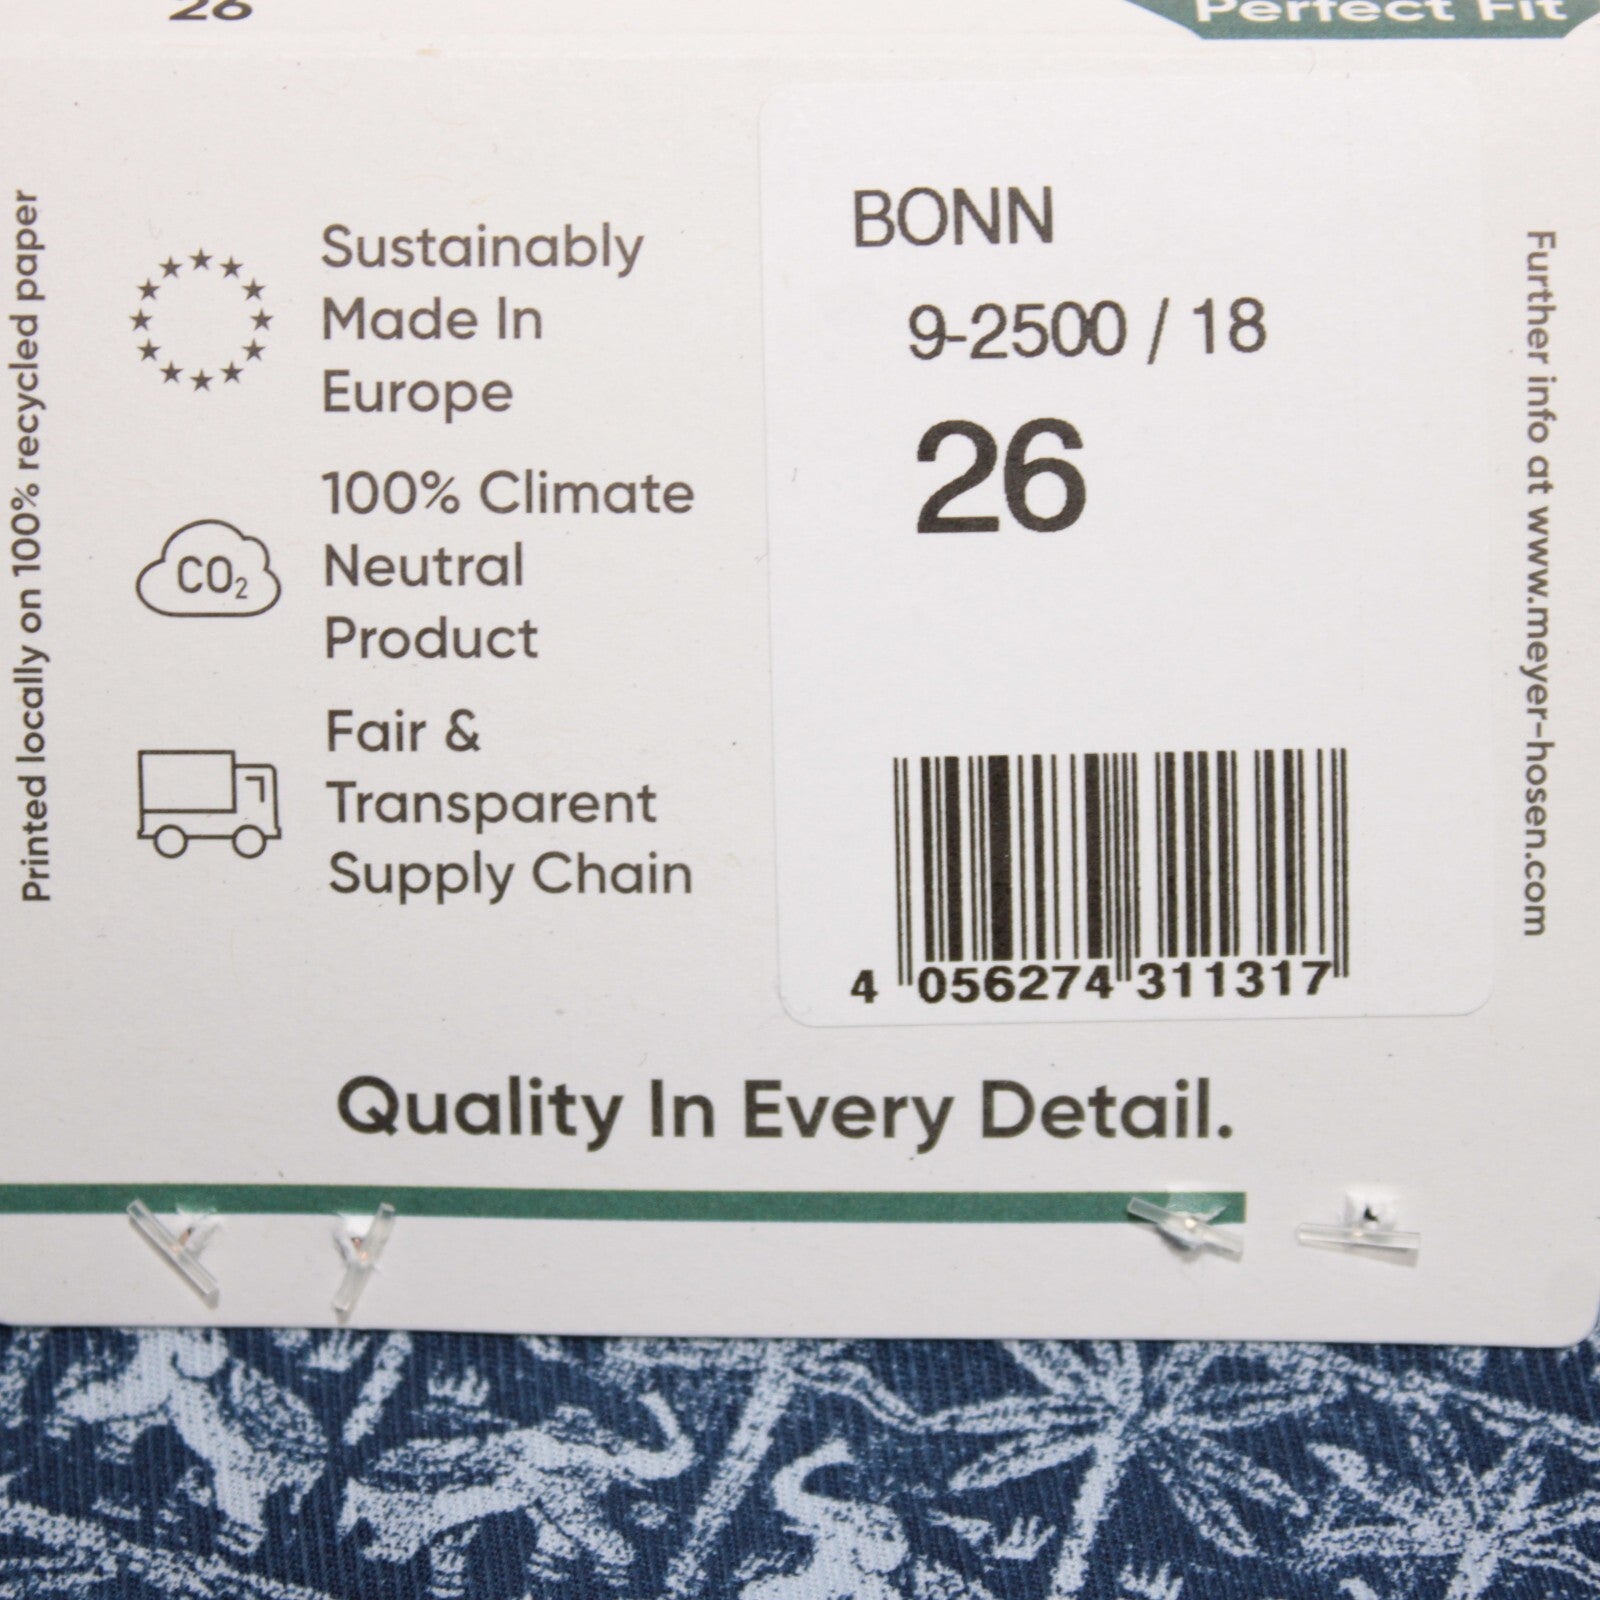 26
Perfect Fit
Printed locally on 100% recycled paper
Sustainably
Made In
Europe
CO₂
100% Climate
Neutral
Product
Fair &
Transparent
Supply Chain
BONN
9-2500 / 18
26
4 056274 311317
Further info at www.meyer-hosen.com
Quality In Every Detail.